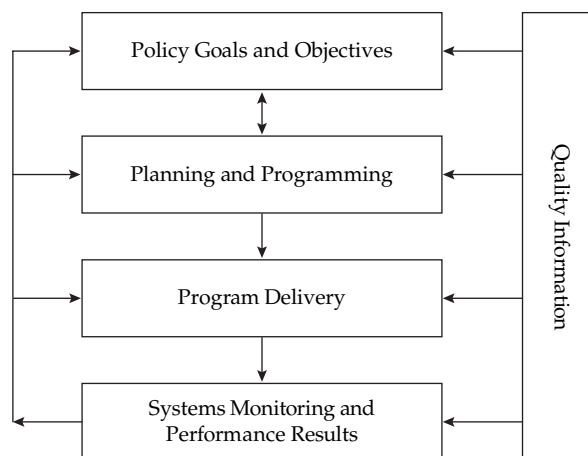 Policy Goals and Objectives
Planning and Programming
Program Delivery
Systems Monitoring and
Performance Results
Quality Information